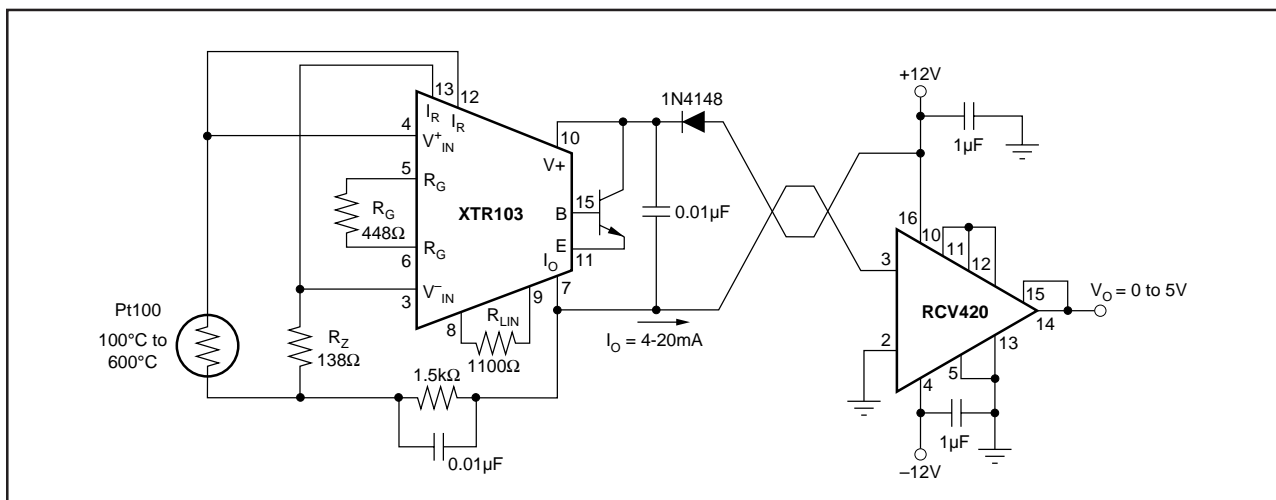 +12V
1N4148
1µF
13
12
I_R
I_R
4
V⁺_IN
10
V+
5
R_G
R_G
448Ω
XTR103
B
15
0.01µF
16
10
11
12
3
R_G
6
E
11
I_O
7
15
V_O = 0 to 5V
RCV420
14
V⁻_IN
3
9
8
R_LIN
1100Ω
I_O = 4-20mA
2
13
5
4
Pt100
100°C to
600°C
R_Z
138Ω
1.5kΩ
0.01µF
1µF
–12V